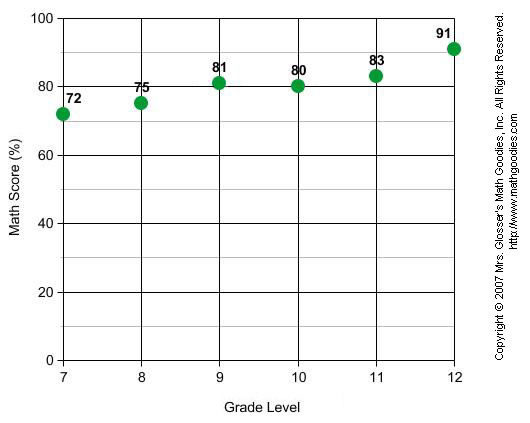 100
80
60
40
20
0
Math Score (%)
72
75
81
80
83
91
7 8 9 10 11 12
Grade Level
Copyright © 2007 Mrs. Glosser's Math Goodies, Inc. All Rights Reserved.
http://www.mathgoodies.com